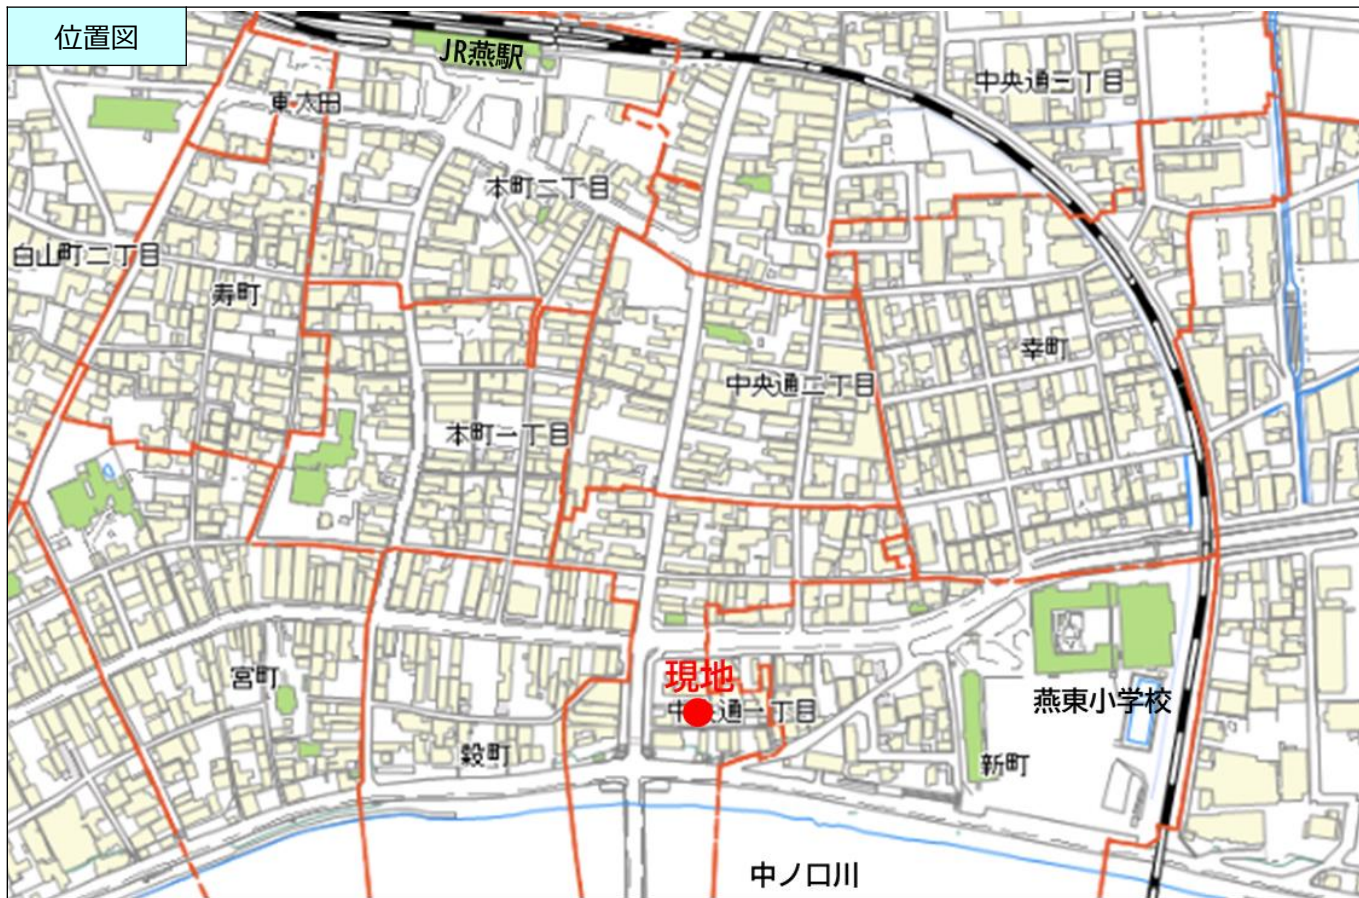 位置図
JR燕駅
中央通三丁目
東太田
本町二丁目
白山町二丁目
寿町
幸町
中央通二丁目
本町一丁目
現地
宮町
燕東小学校
中央通一丁目
穀町
新町
中ノ口川